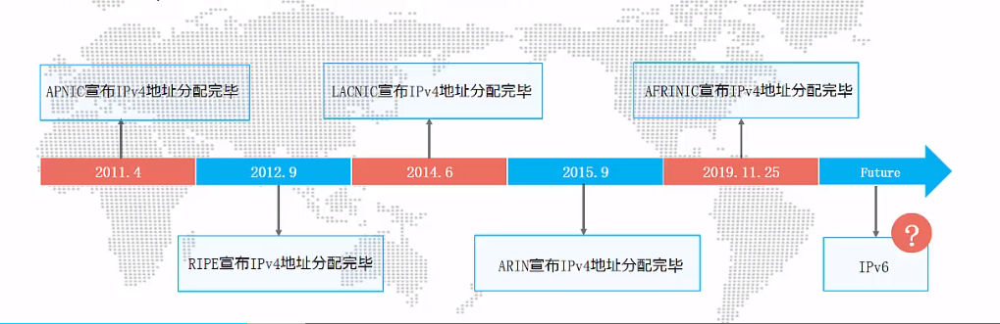 APNIC宣布IPv4地址分配完毕
LACNIC宣布IPv4地址分配完毕
AFRINIC宣布IPv4地址分配完毕
2011.4
2012.9
2014.6
2015.9
2019.11.25
Future
?
RIPE宣布IPv4地址分配完毕
ARIN宣布IPv4地址分配完毕
IPv6